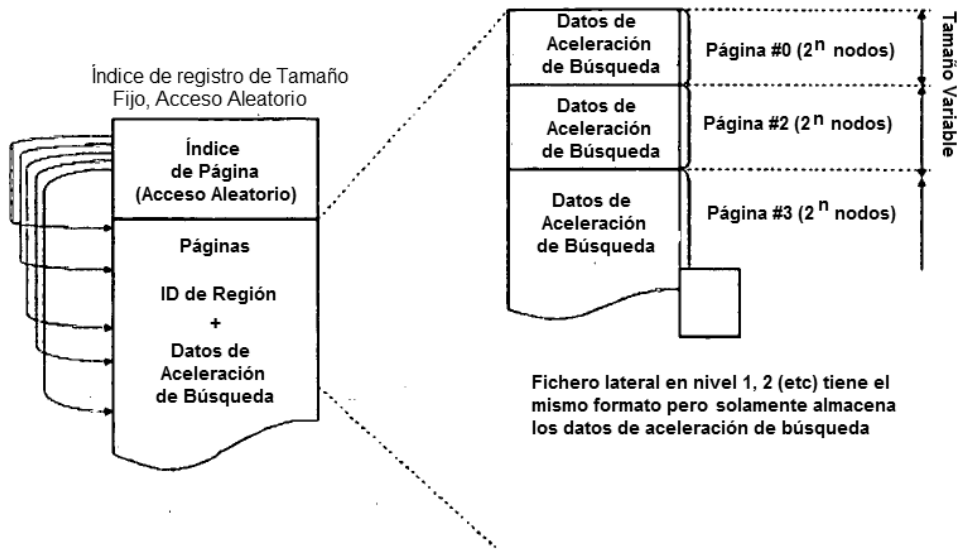 Índice de registro de Tamaño
Fijo, Acceso Aleatorio
Índice
de Página
(Acceso Aleatorio)
Páginas
ID de Región
+
Datos de
Aceleración
de Búsqueda
Datos de
Aceleración
de Búsqueda
Página #0 (2ⁿ nodos)
Datos de
Aceleración
de Búsqueda
Página #2 (2ⁿ nodos)
Datos de
Aceleración
de Búsqueda
Página #3 (2ⁿ nodos)
Tamaño Variable
Fichero lateral en nivel 1, 2 (etc) tiene el
mismo formato pero solamente almacena
los datos de aceleración de búsqueda